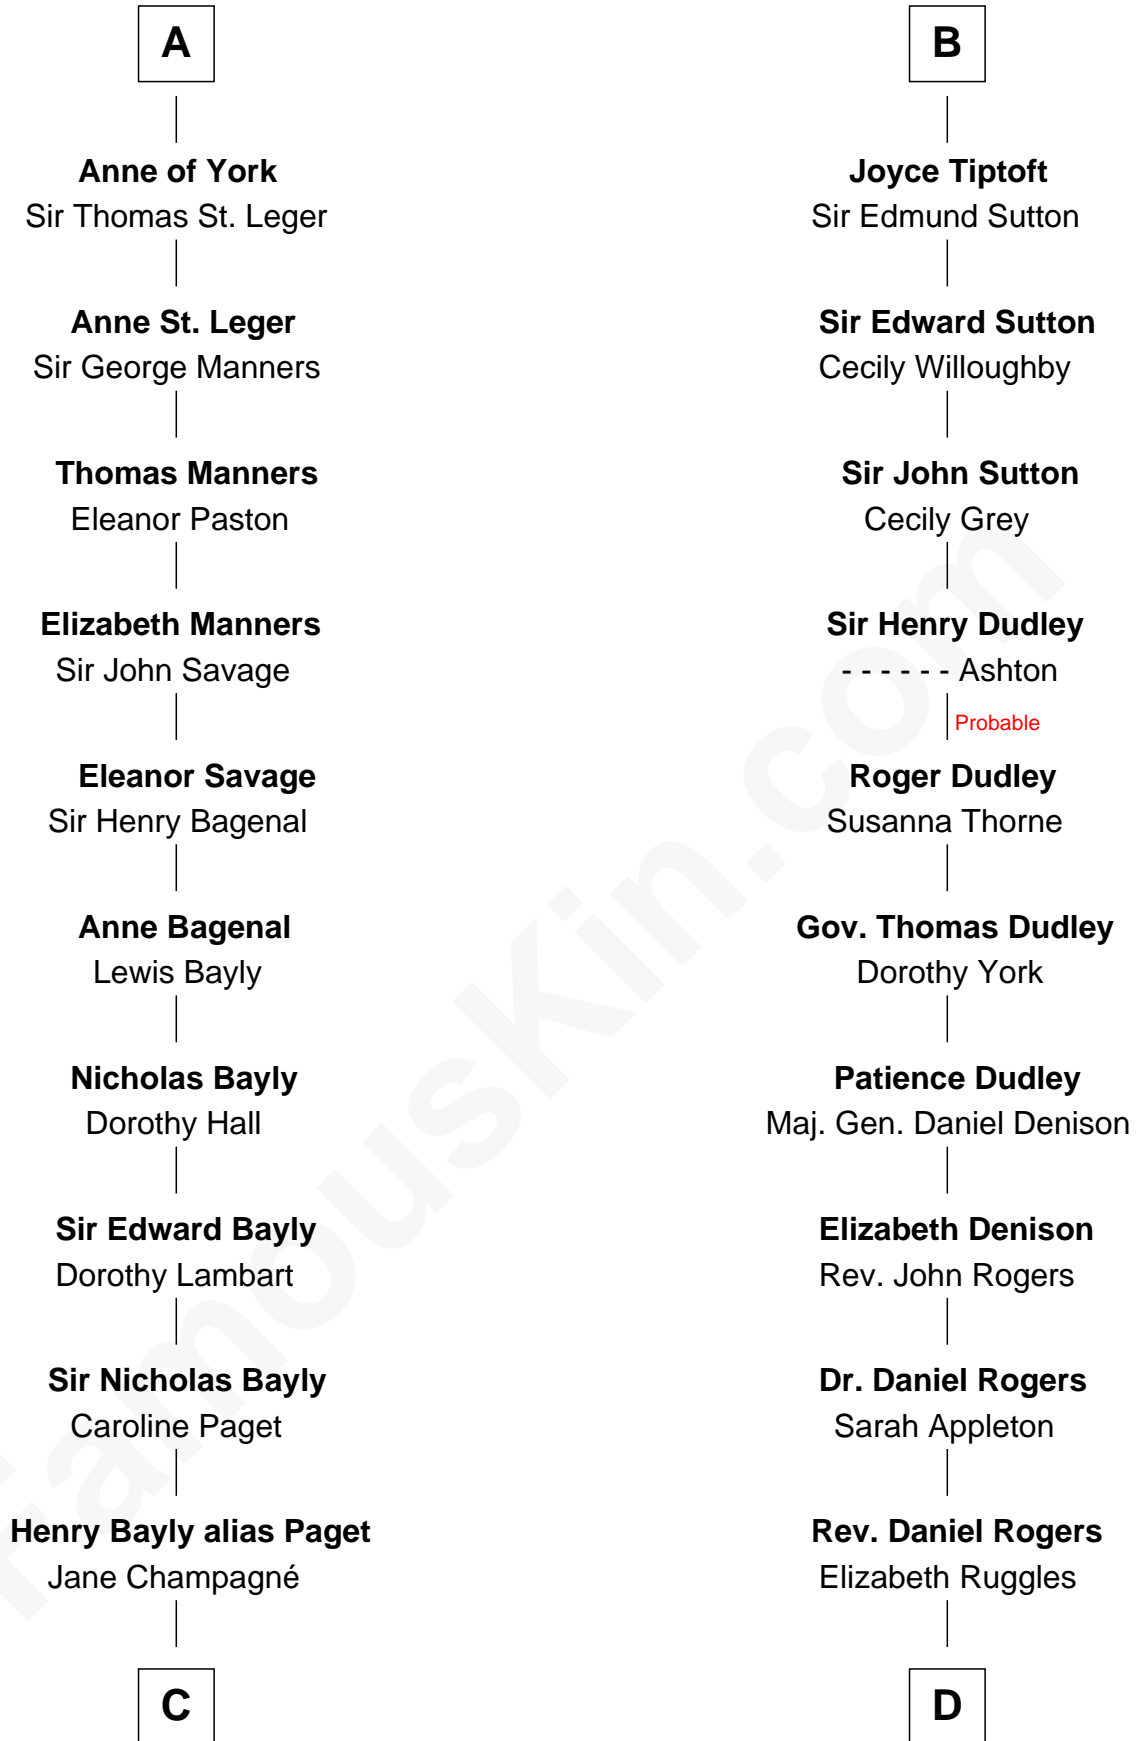 A
Anne of York
Sir Thomas St. Leger
Anne St. Leger
Sir George Manners
Thomas Manners
Eleanor Paston
Elizabeth Manners
Sir John Savage
Eleanor Savage
Sir Henry Bagenal
Anne Bagenal
Lewis Bayly
Nicholas Bayly
Dorothy Hall
Sir Edward Bayly
Dorothy Lambart
Sir Nicholas Bayly
Caroline Paget
Henry Bayly alias Paget
Jane Champagné
C
B
Joyce Tiptoft
Sir Edmund Sutton
Sir Edward Sutton
Cecily Willoughby
Sir John Sutton
Cecily Grey
Sir Henry Dudley
- - - - - - Ashton
Probable
Roger Dudley
Susanna Thorne
Gov. Thomas Dudley
Dorothy York
Patience Dudley
Maj. Gen. Daniel Denison
Elizabeth Denison
Rev. John Rogers
Dr. Daniel Rogers
Sarah Appleton
Rev. Daniel Rogers
Elizabeth Ruggles
D
FamousKin.com